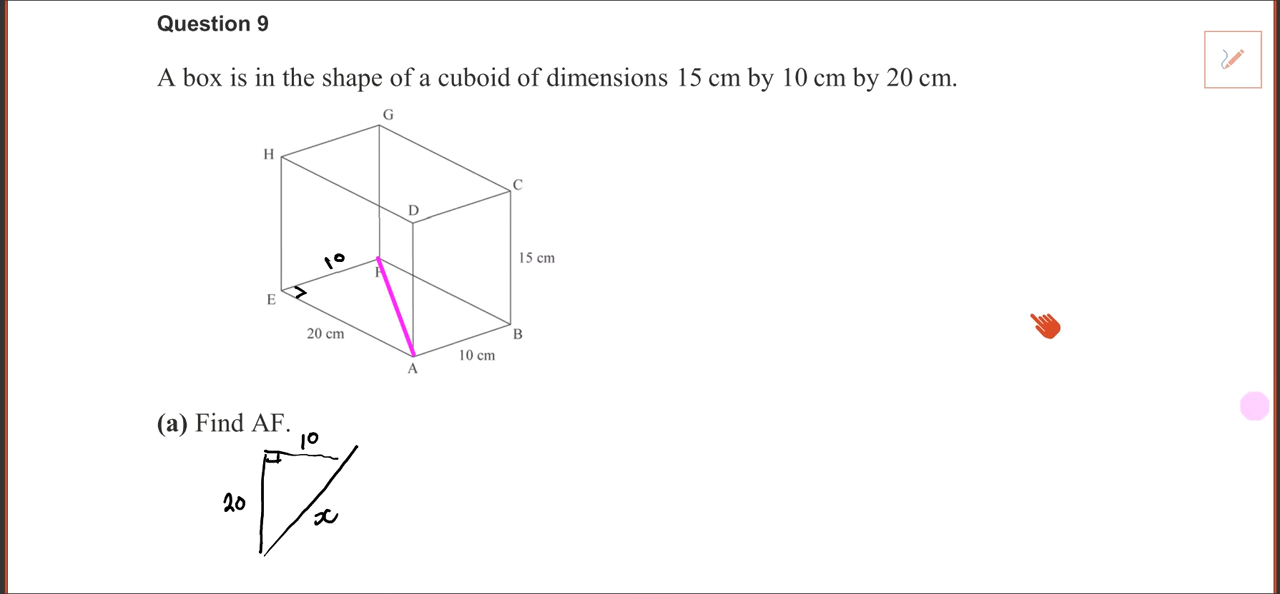 Question 9
A box is in the shape of a cuboid of dimensions 15 cm by 10 cm by 20 cm.
G
H
C
D
10
15 cm
F
E
20 cm
B
10 cm
A
(a) Find AF.
10
20
x